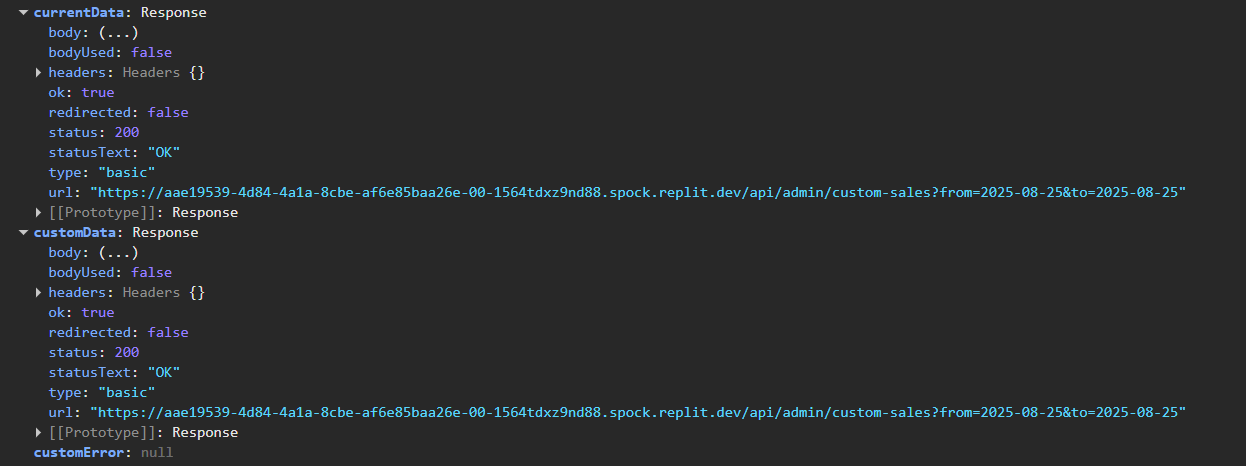 currentData: Response
body: (...)
bodyUsed: false
headers: Headers {}
ok: true
redirected: false
status: 200
statusText: "OK"
type: "basic"
url: "https://aae19539-4d84-4a1a-8cbe-af6e85baa26e-00-1564tdxz9nd88.spock.replit.dev/api/admin/custom-sales?from=2025-08-25&to=2025-08-25"
[[Prototype]]: Response
customData: Response
body: (...)
bodyUsed: false
headers: Headers {}
ok: true
redirected: false
status: 200
statusText: "OK"
type: "basic"
url: "https://aae19539-4d84-4a1a-8cbe-af6e85baa26e-00-1564tdxz9nd88.spock.replit.dev/api/admin/custom-sales?from=2025-08-25&to=2025-08-25"
[[Prototype]]: Response
customError: null